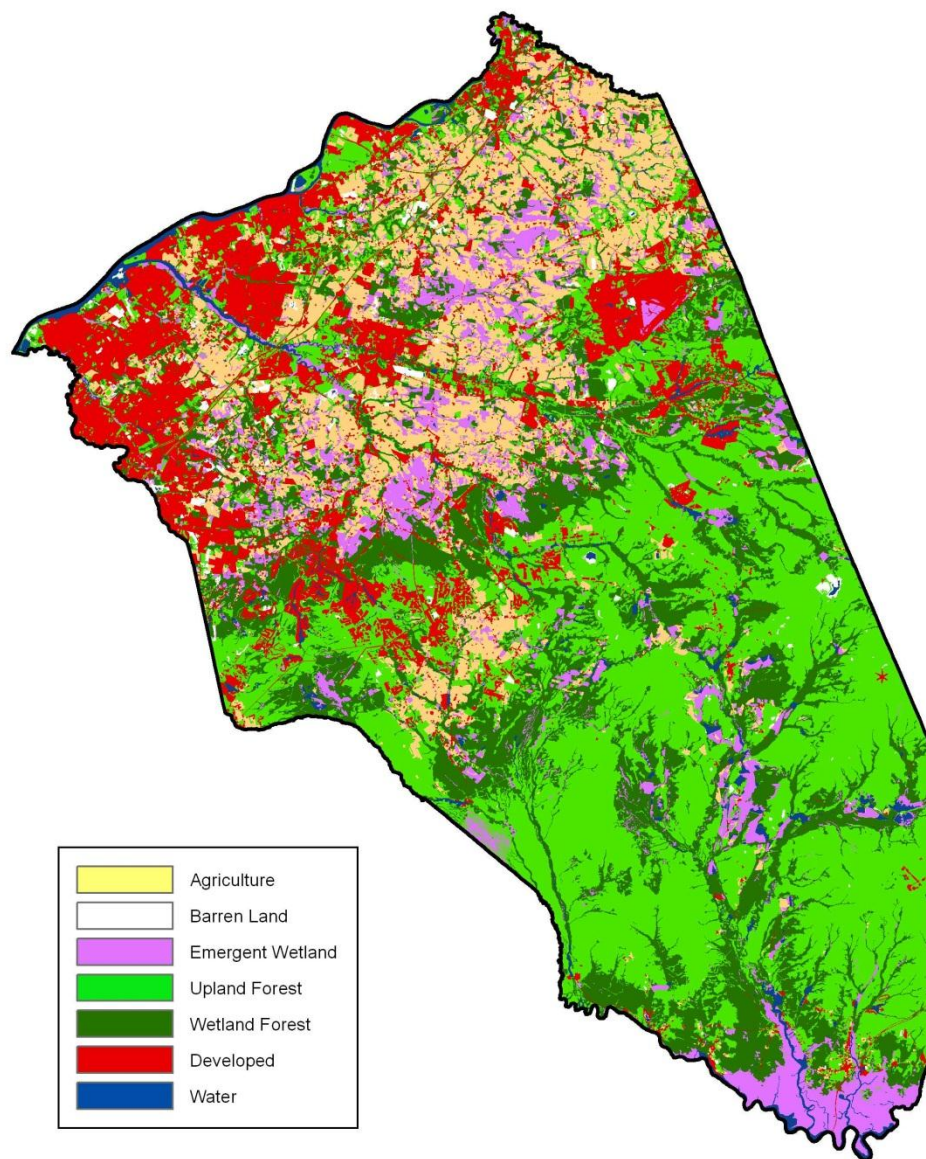 Agriculture
Barren Land
Emergent Wetland
Upland Forest
Wetland Forest
Developed
Water